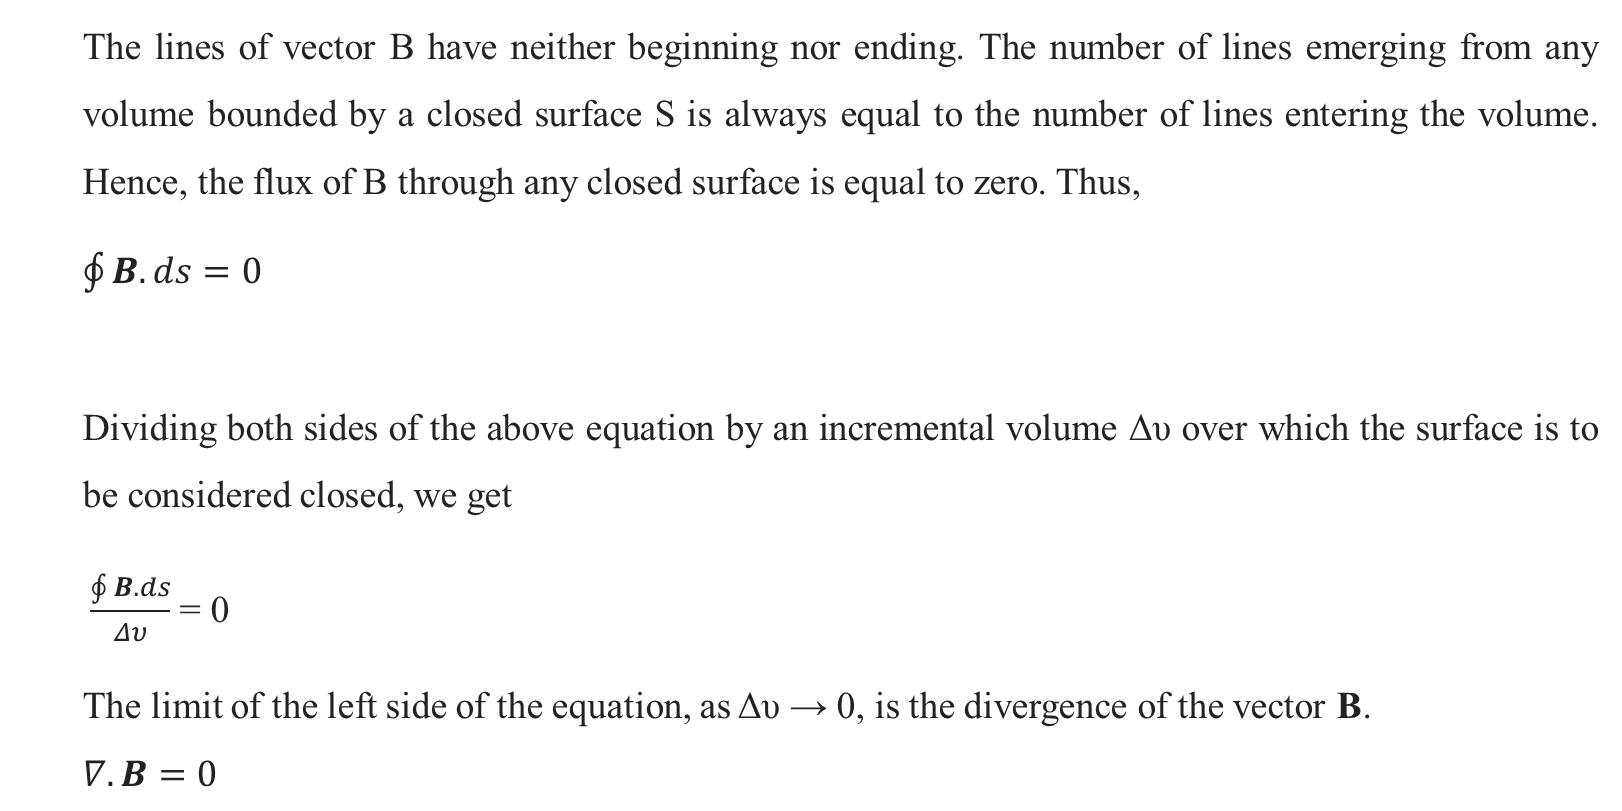 The lines of vector B have neither beginning nor ending. The number of lines emerging from any
volume bounded by a closed surface S is always equal to the number of lines entering the volume.
Hence, the flux of B through any closed surface is equal to zero. Thus,
∮ B. ds = 0
Dividing both sides of the above equation by an incremental volume Δυ over which the surface is to
be considered closed, we get
∮ B.ds
Δυ
= 0
The limit of the left side of the equation, as Δυ → 0, is the divergence of the vector B.
∇. B = 0